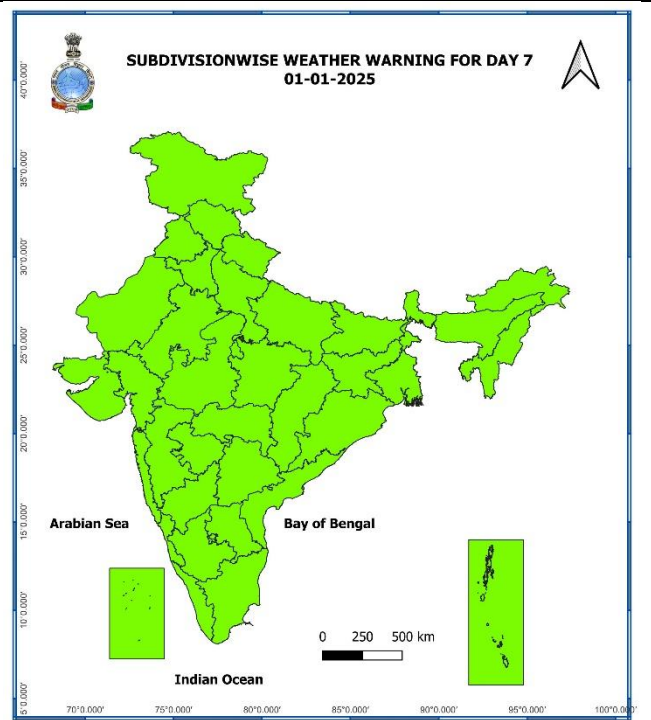 SUBDIVISIONWISE WEATHER WARNING FOR DAY 7
01-01-2025
40°0.000'
35°0.000'
30°0.000'
25°0.000'
20°0.000'
15°0.000'
10°0.000'
5°0.000'
Arabian Sea
Bay of Bengal
0 250 500 km
Indian Ocean
70°0.000' 75°0.000' 80°0.000' 85°0.000' 90°0.000' 95°0.000' 100°0.000'